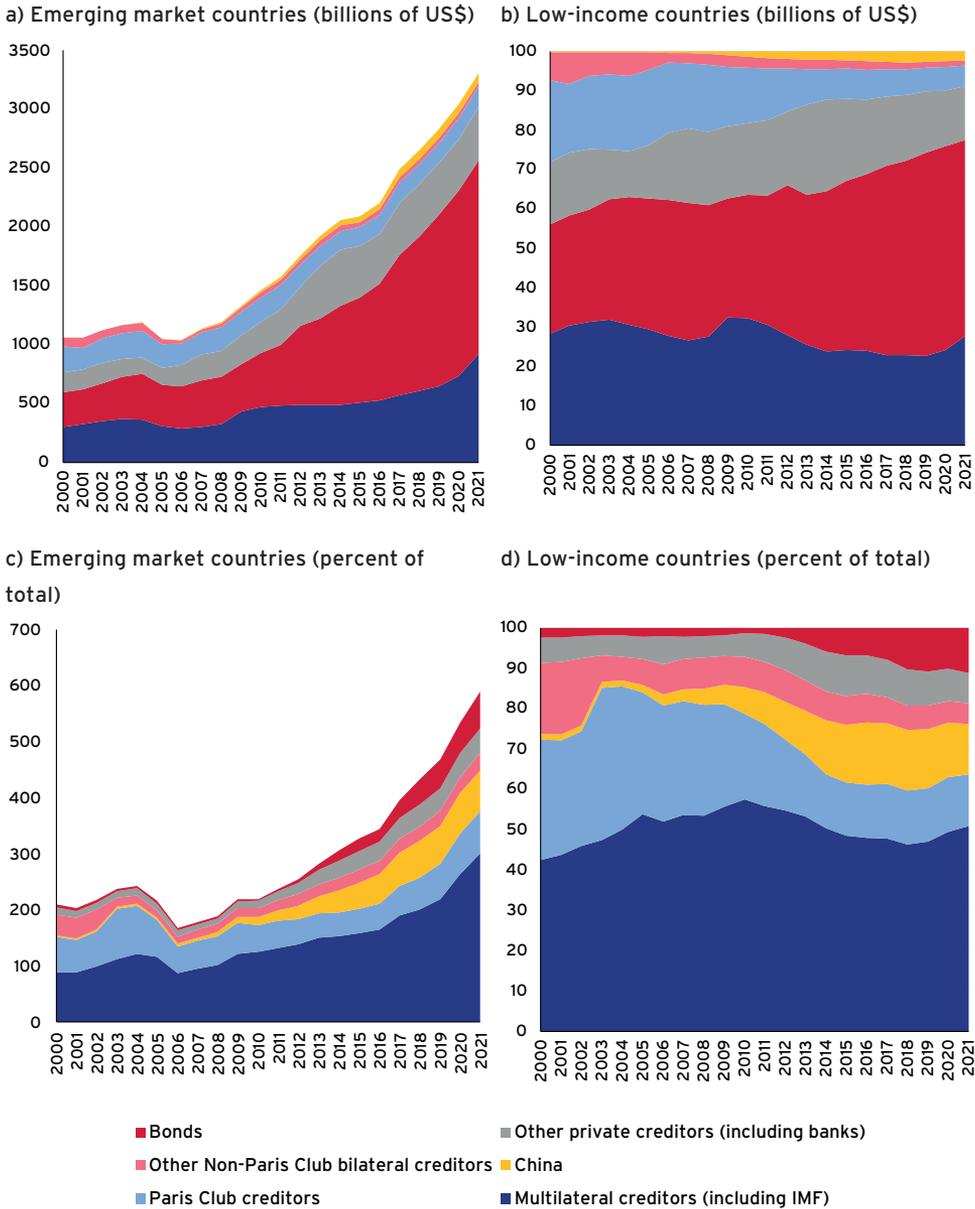 a) Emerging market countries (billions of US$)
b) Low-income countries (billions of US$)
3500
3000
2500
2000
1500
1000
500
0
2000 2001 2002 2003 2004 2005 2006 2007 2008 2009 2010 2011 2012 2013 2014 2015 2016 2017 2018 2019 2020 2021
100
90
80
70
60
50
40
30
20
10
0
2000 2001 2002 2003 2004 2005 2006 2007 2008 2009 2010 2011 2012 2013 2014 2015 2016 2017 2018 2019 2020 2021
c) Emerging market countries (percent of
total)
d) Low-income countries (percent of total)
700
600
500
400
300
200
100
0
2000 2001 2002 2003 2004 2005 2006 2007 2008 2009 2010 2011 2012 2013 2014 2015 2016 2017 2018 2019 2020 2021
100
90
80
70
60
50
40
30
20
10
0
2000 2001 2002 2003 2004 2005 2006 2007 2008 2009 2010 2011 2012 2013 2014 2015 2016 2017 2018 2019 2020 2021
Bonds
Other private creditors (including banks)
Other Non-Paris Club bilateral creditors
China
Paris Club creditors
Multilateral creditors (including IMF)